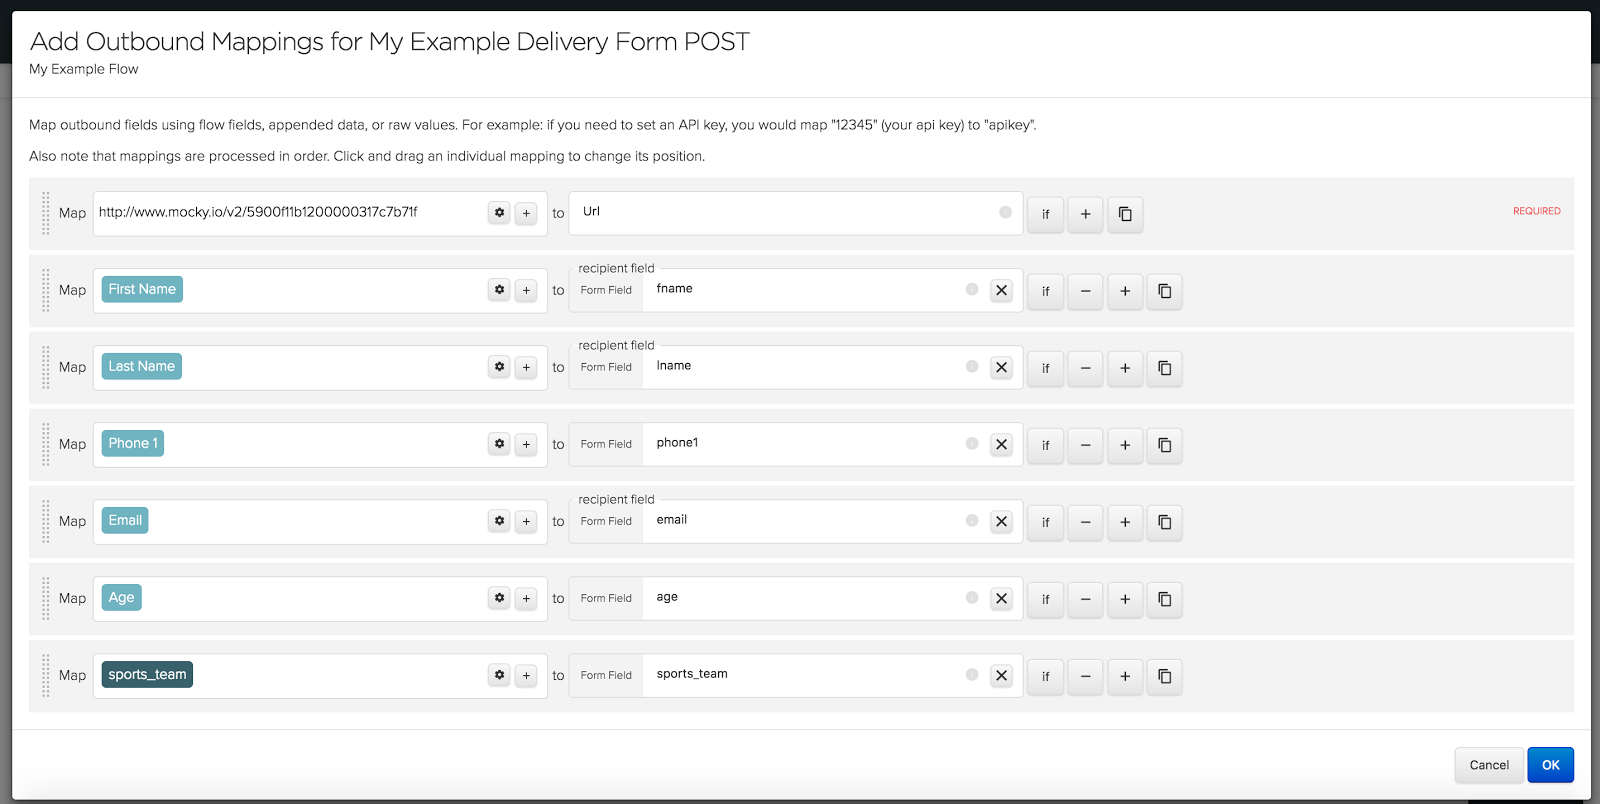 Add Outbound Mappings for My Example Delivery Form POST
My Example Flow
Map outbound fields using flow fields, appended data, or raw values. For example: if you need to set an API key, you would map "12345" (your api key) to "apikey".
Also note that mappings are processed in order. Click and drag an individual mapping to change its position.
Map http://www.mocky.io/v2/5900f11b1200000317c7b71f + to Url if + REQUIRED
recipient field
Map First Name + to Form Field fname if − +
recipient field
Map Last Name + to Form Field lname if − +
Map Phone 1 + to Form Field phone1 if − +
recipient field
Map Email + to Form Field email if − +
Map Age + to Form Field age if − +
Map sports_team + to Form Field sports_team if − +
Cancel OK